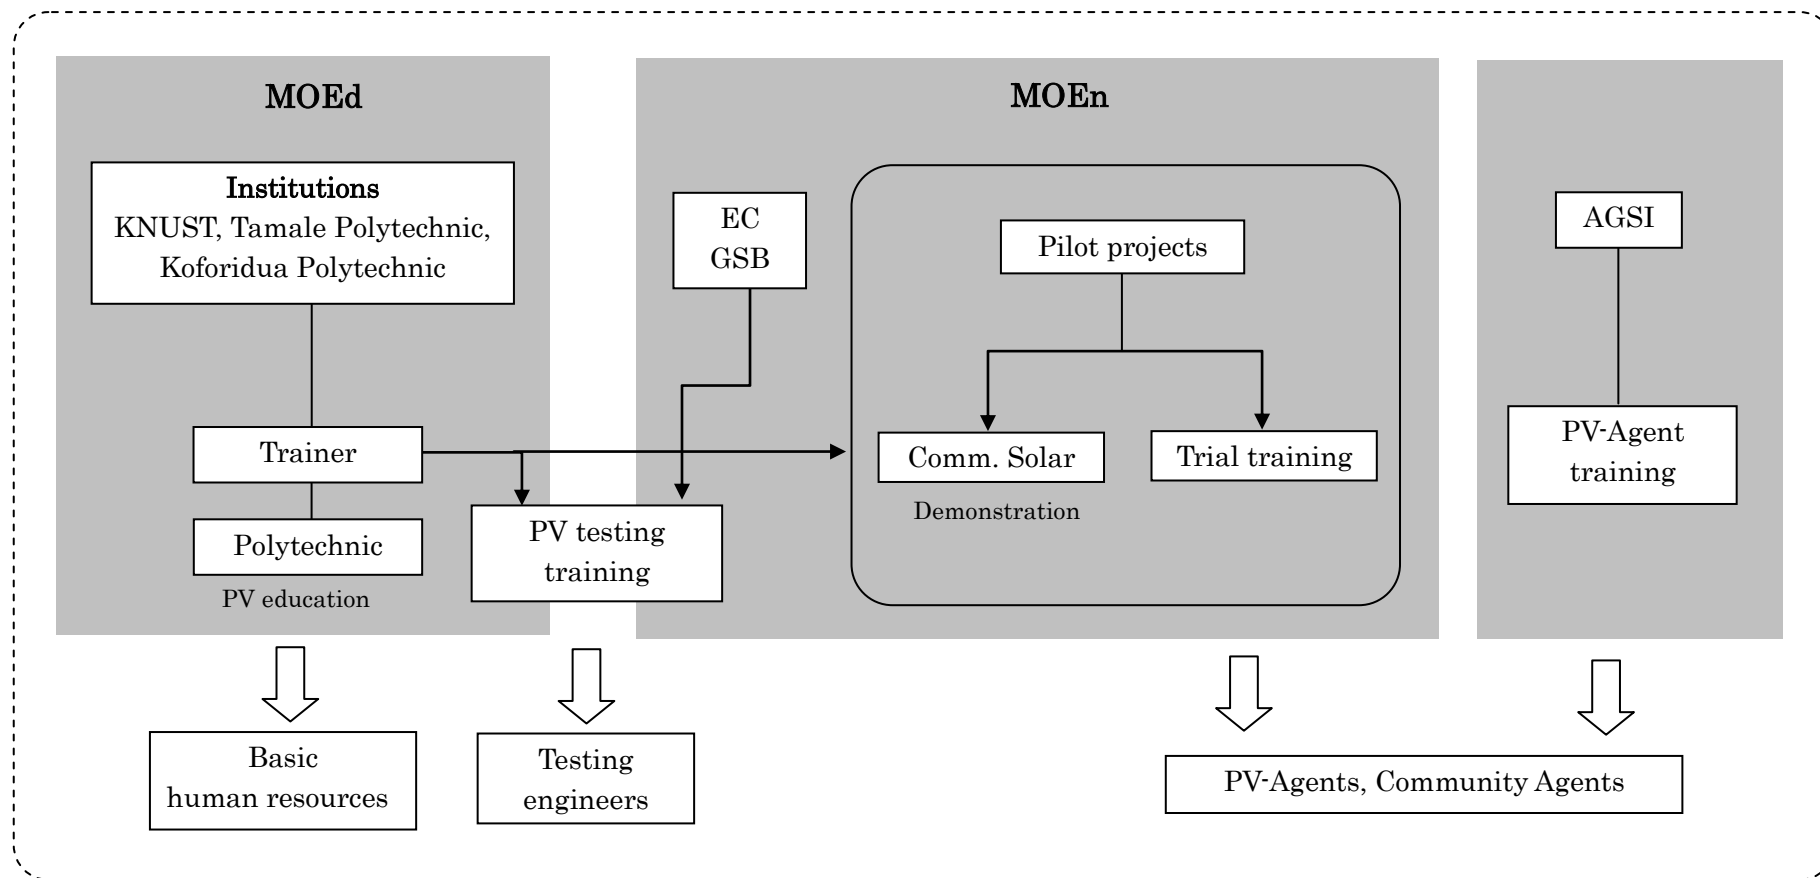 MOEd
Institutions
KNUST, Tamale Polytechnic,
Koforidua Polytechnic
Trainer
Polytechnic
PV education
MOEn
EC
GSB
PV testing
training
Pilot projects
Comm. Solar
Demonstration
Trial training
AGSI
PV-Agent
training
Basic
human resources
Testing
engineers
PV-Agents, Community Agents